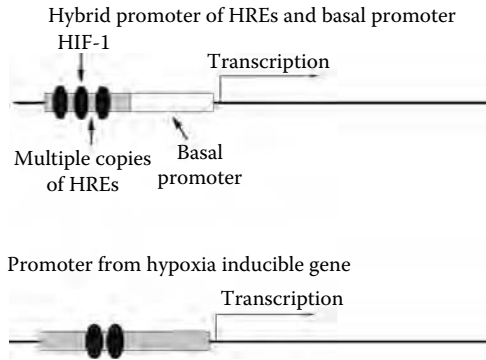 Hybrid promoter of HREs and basal promoter
HIF-1
Transcription
Multiple copies
of HREs
Basal
promoter
Promoter from hypoxia inducible gene
Transcription